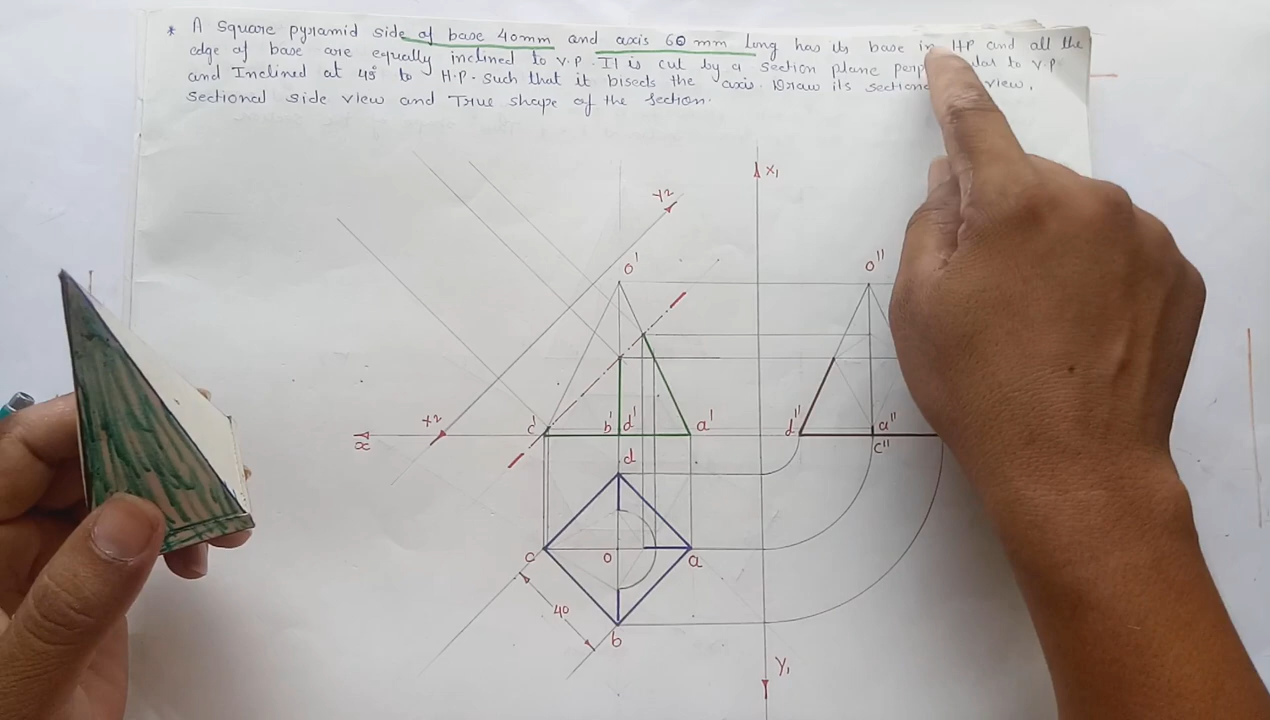 * A Square pyramid side of base 40mm and axis 60 mm Long has its base in HP and all the
edge of base are equally inclined to V.P. It is cut by a section plane to V.P.
and Inclined at 45° to H.P. such that it bisects the axis. Draw its view,
sectional side view and True shape of the section.
X₁
Y2
o'
o''
X2
x
c'
b'
d'
a'
d''
a''
c''
d
c
o
a
40
b
Y₁